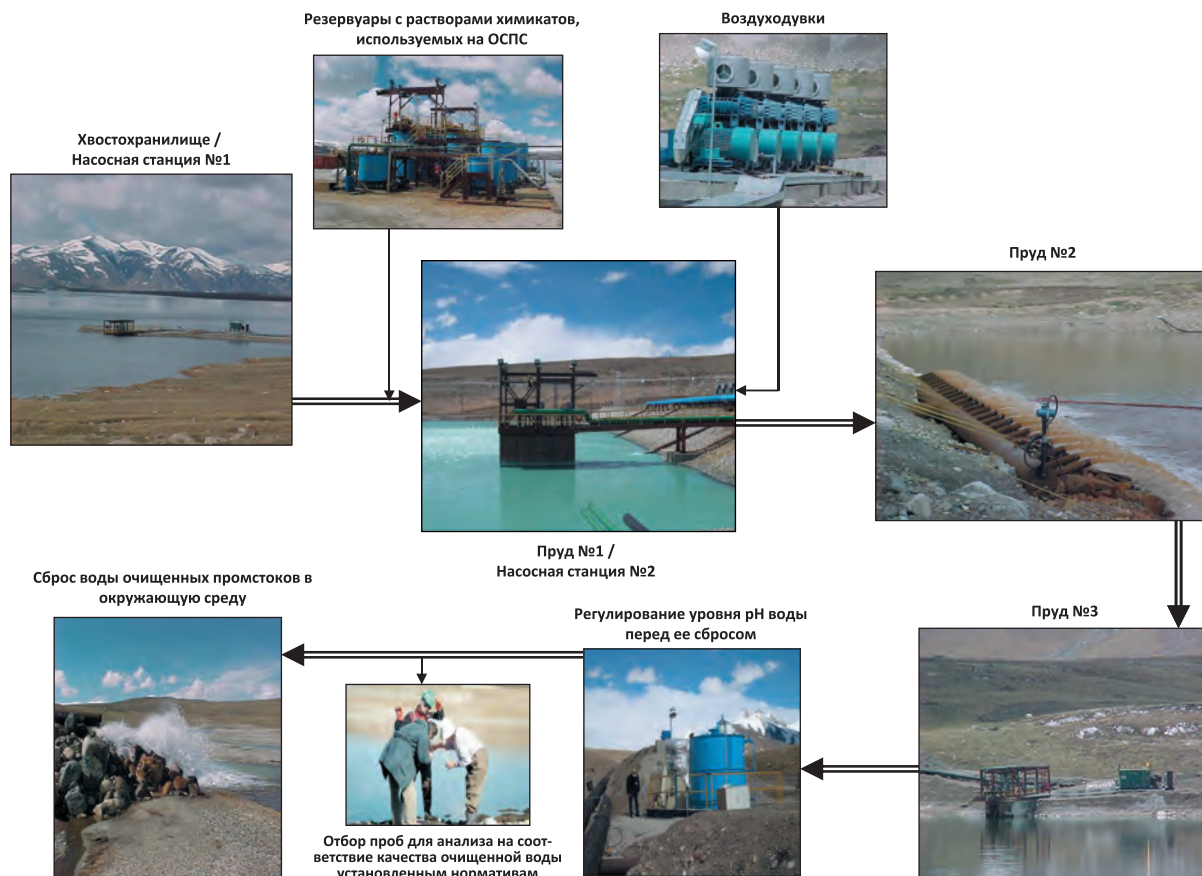 Резервуары с растворами химикатов,
используемых на ОСПС
Воздуходувки
Хвостохранилище /
Насосная станция №1
Пруд №2
Пруд №1 /
Насосная станция №2
Сброс воды очищенных промстоков в
окружающую среду
Регулирование уровня pH воды
перед ее сбросом
Пруд №3
Отбор проб для анализа на соот-
ветствие качества очищенной воды
установленным нормативам